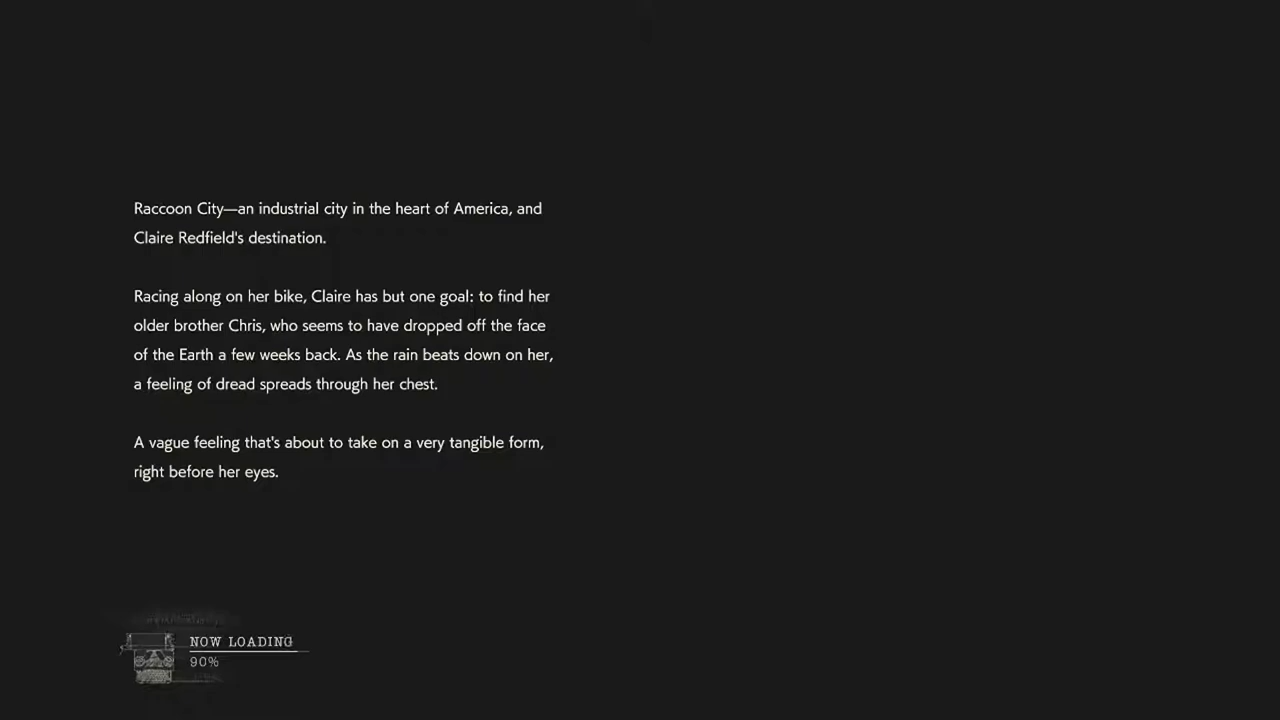 Raccoon City—an industrial city in the heart of America, and
Claire Redfield's destination.
Racing along on her bike, Claire has but one goal: to find her
older brother Chris, who seems to have dropped off the face
of the Earth a few weeks back. As the rain beats down on her,
a feeling of dread spreads through her chest.
A vague feeling that's about to take on a very tangible form,
right before her eyes.
NOW LOADING
90%